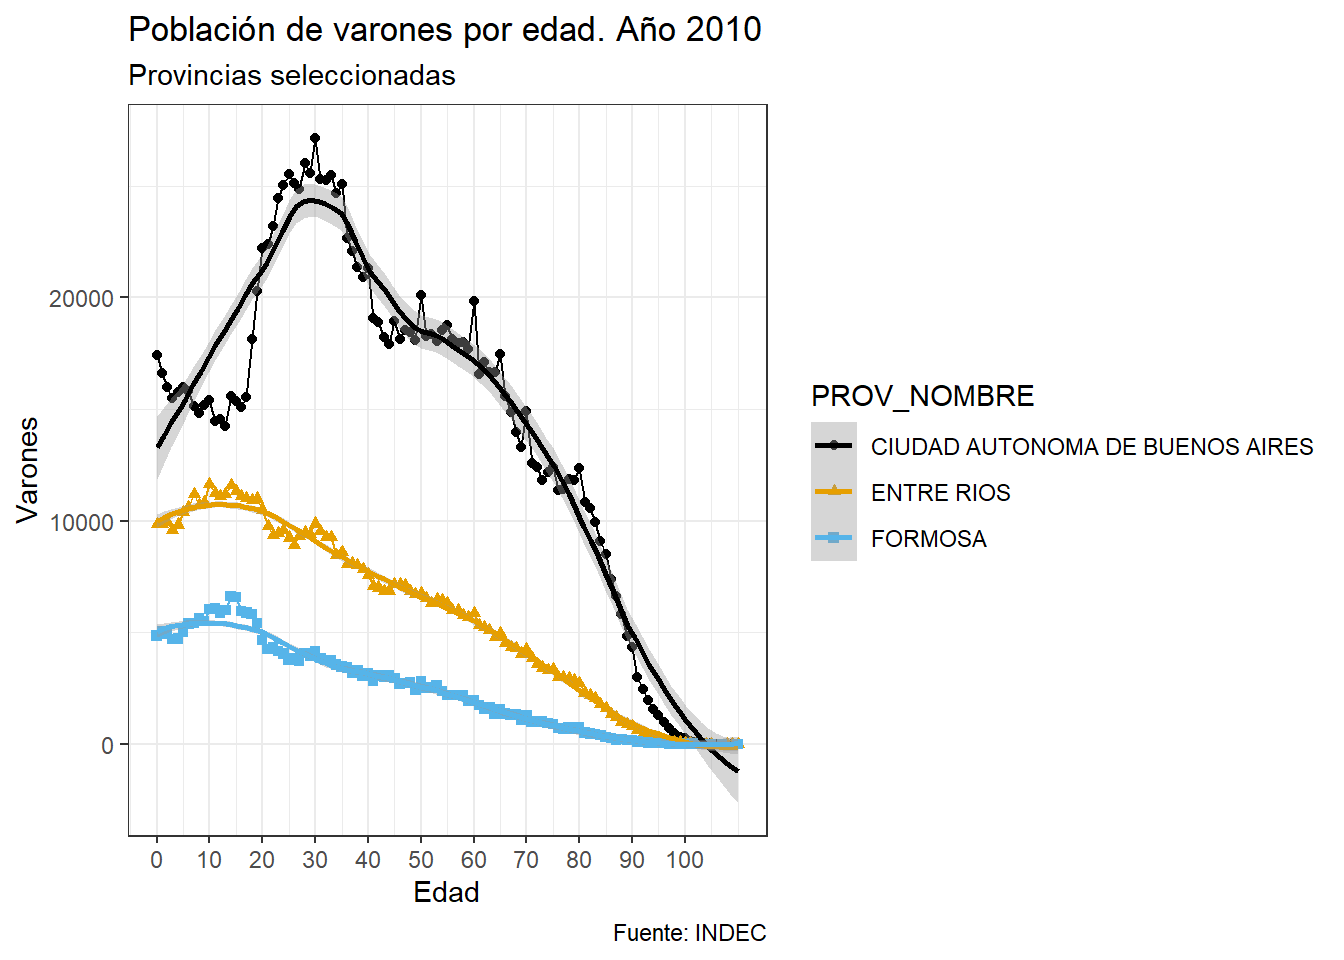 Población de varones por edad. Año 2010
Provincias seleccionadas
Varones
20000
10000
0
0 10 20 30 40 50 60 70 80 90 100
Edad
PROV_NOMBRE
CIUDAD AUTONOMA DE BUENOS AIRES
ENTRE RIOS
FORMOSA
Fuente: INDEC